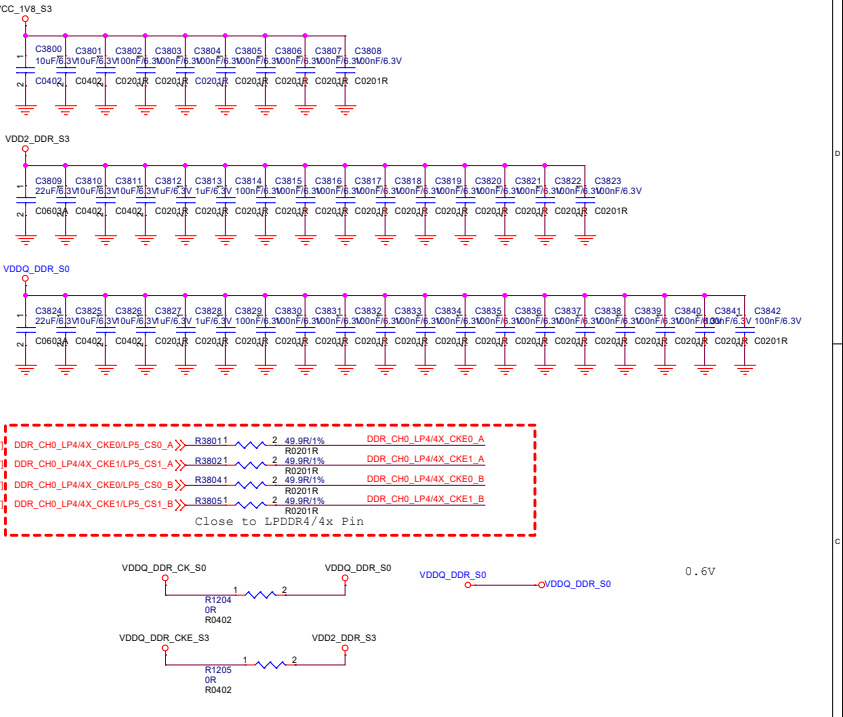 VCC_1V8_S3
C3800 C3801 C3802 C3803 C3804 C3805 C3806 C3807 C3808
10uF/6.3V 10uF/6.3V 100nF/6.3V 100nF/6.3V 100nF/6.3V 100nF/6.3V 100nF/6.3V 100nF/6.3V
C0402 C0402 C0201R C0201R C0201R C0201R C0201R C0201R C0201R
VDD2_DDR_S3
C3809 C3810 C3811 C3812 C3813 C3814 C3815 C3816 C3817 C3818 C3819 C3820 C3821 C3822 C3823
22uF/6.3V 10uF/6.3V 10uF/6.3V 1uF/6.3V 1uF/6.3V 100nF/6.3V 100nF/6.3V 100nF/6.3V 100nF/6.3V 100nF/6.3V 100nF/6.3V 100nF/6.3V 100nF/6.3V 100nF/6.3V 100nF/6.3V
C0603A C0402 C0402 C0201R C0201R C0201R C0201R C0201R C0201R C0201R C0201R C0201R C0201R C0201R C0201R
D
VDDQ_DDR_S0
C3824 C3825 C3826 C3827 C3828 C3829 C3830 C3831 C3832 C3833 C3834 C3835 C3836 C3837 C3838 C3839 C3840 C3841 C3842
22uF/6.3V 10uF/6.3V 10uF/6.3V 1uF/6.3V 1uF/6.3V 100nF/6.3V 100nF/6.3V 100nF/6.3V 100nF/6.3V 100nF/6.3V 100nF/6.3V 100nF/6.3V 100nF/6.3V 100nF/6.3V 100nF/6.3V 100nF/6.3V 100nF/6.3V 100nF/6.3V 100nF/6.3V
C0603A C0402 C0402 C0201R C0201R C0201R C0201R C0201R C0201R C0201R C0201R C0201R C0201R C0201R C0201R C0201R C0201R C0201R C0201R
DDR_CH0_LP4/4X_CKE0/LP5_CS0_A R3801 1 2 49.9R/1% DDR_CH0_LP4/4X_CKE0_A
R0201R
DDR_CH0_LP4/4X_CKE1/LP5_CS1_A R3802 1 2 49.9R/1% DDR_CH0_LP4/4X_CKE1_A
R0201R
DDR_CH0_LP4/4X_CKE0/LP5_CS0_B R3804 1 2 49.9R/1% DDR_CH0_LP4/4X_CKE0_B
R0201R
DDR_CH0_LP4/4X_CKE1/LP5_CS1_B R3805 1 2 49.9R/1% DDR_CH0_LP4/4X_CKE1_B
R0201R
Close to LPDDR4/4x Pin
C
VDDQ_DDR_CK_S0 VDDQ_DDR_S0
1 2
R1204
0R
R0402
VDDQ_DDR_S0 VDDQ_DDR_S0
0.6V
VDDQ_DDR_CKE_S3 VDD2_DDR_S3
1 2
R1205
0R
R0402